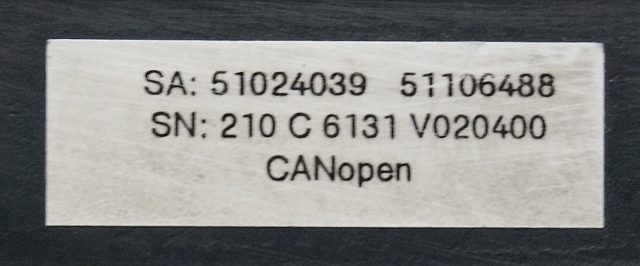 SA: 51024039 51106488
SN: 210 C 6131 V020400
CANopen